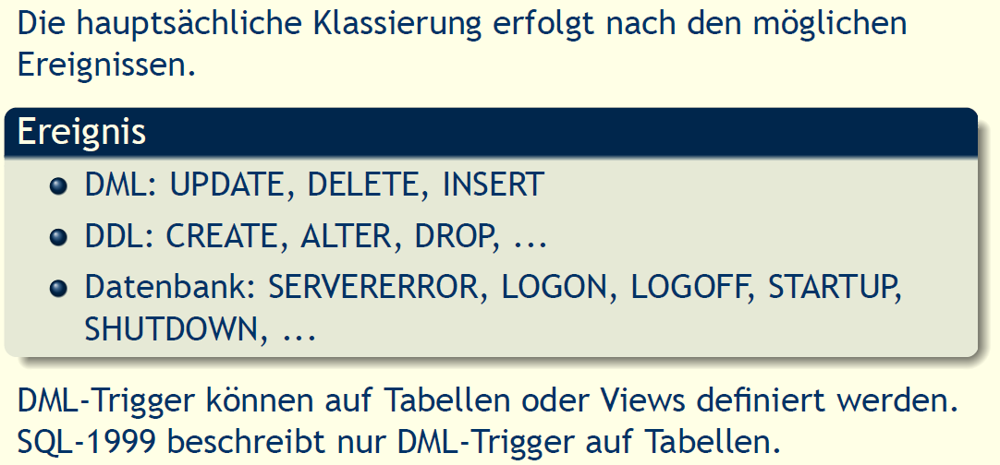 Die hauptsächliche Klassierung erfolgt nach den möglichen
Ereignissen.
Ereignis
DML: UPDATE, DELETE, INSERT
DDL: CREATE, ALTER, DROP, ...
Datenbank: SERVERERROR, LOGON, LOGOFF, STARTUP,
SHUTDOWN, ...
DML-Trigger können auf Tabellen oder Views definiert werden.
SQL-1999 beschreibt nur DML-Trigger auf Tabellen.